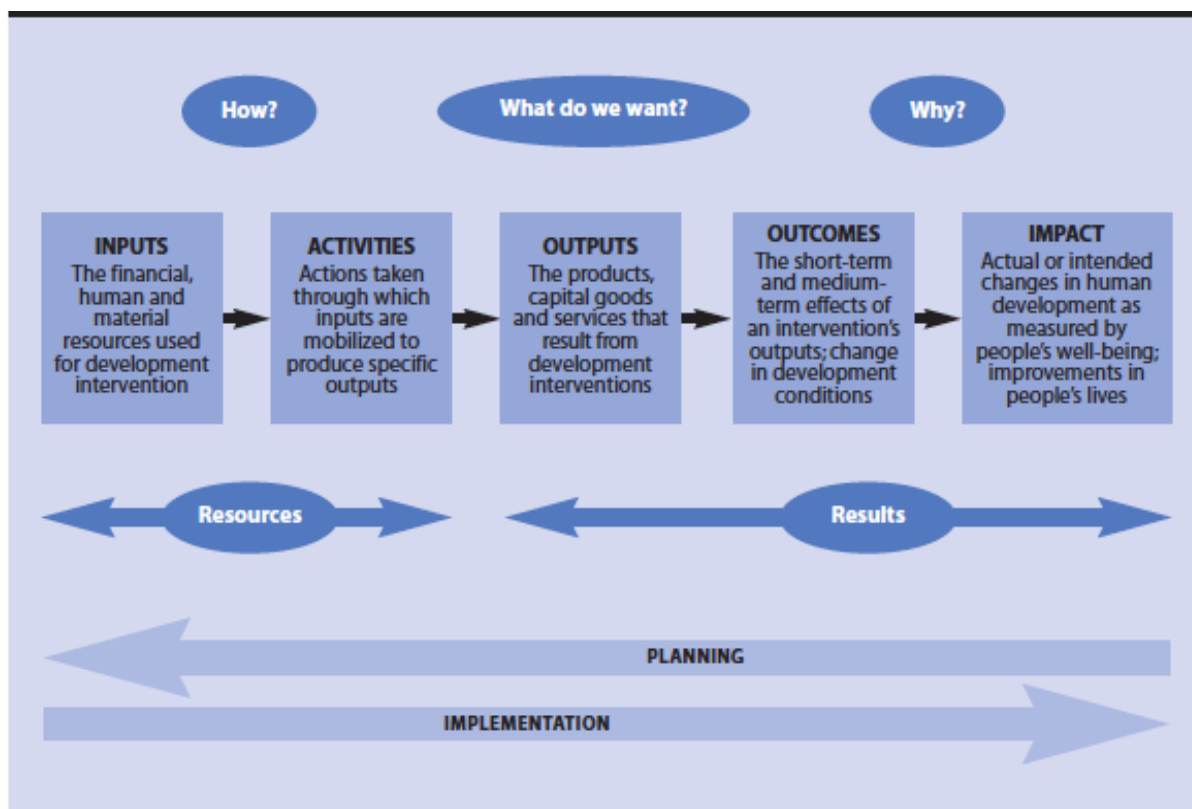 How?
What do we want?
Why?
INPUTS
The financial,
human and
material
resources used
for development
intervention
ACTIVITIES
Actions taken
through which
inputs are
mobilized to
produce specific
outputs
OUTPUTS
The products,
capital goods
and services that
result from
development
interventions
OUTCOMES
The short-term
and medium-
term effects of
an intervention's
outputs; change
in development
conditions
IMPACT
Actual or intended
changes in human
development as
measured by
people's well-being;
improvements in
people's lives
Resources
Results
PLANNING
IMPLEMENTATION